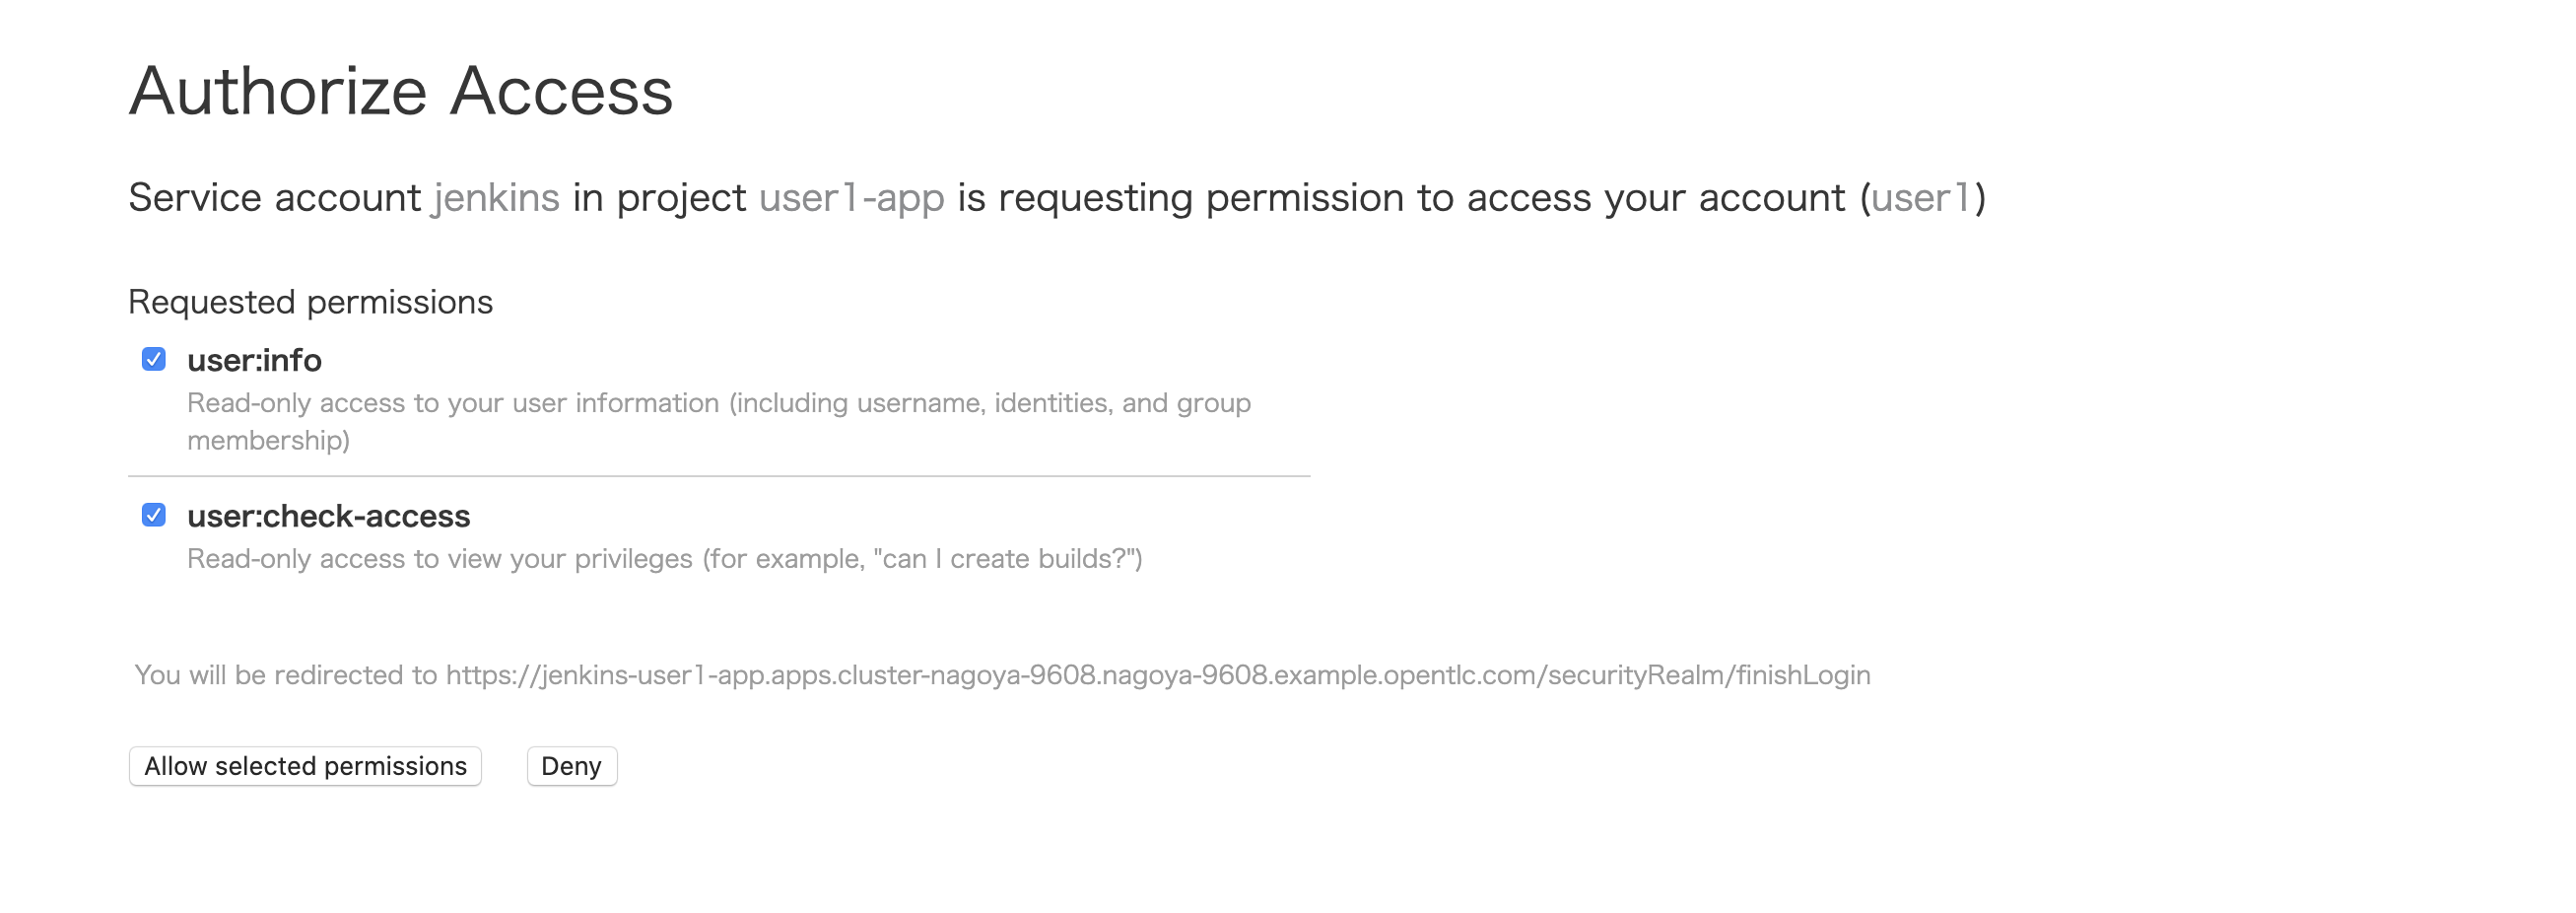 Authorize Access
Service account jenkins in project user1-app is requesting permission to access your account (user1)
Requested permissions
user:info
Read-only access to your user information (including username, identities, and group
membership)
user:check-access
Read-only access to view your privileges (for example, "can I create builds?")
You will be redirected to https://jenkins-user1-app.apps.cluster-nagoya-9608.nagoya-9608.example.opentlc.com/securityRealm/finishLogin
Allow selected permissions Deny